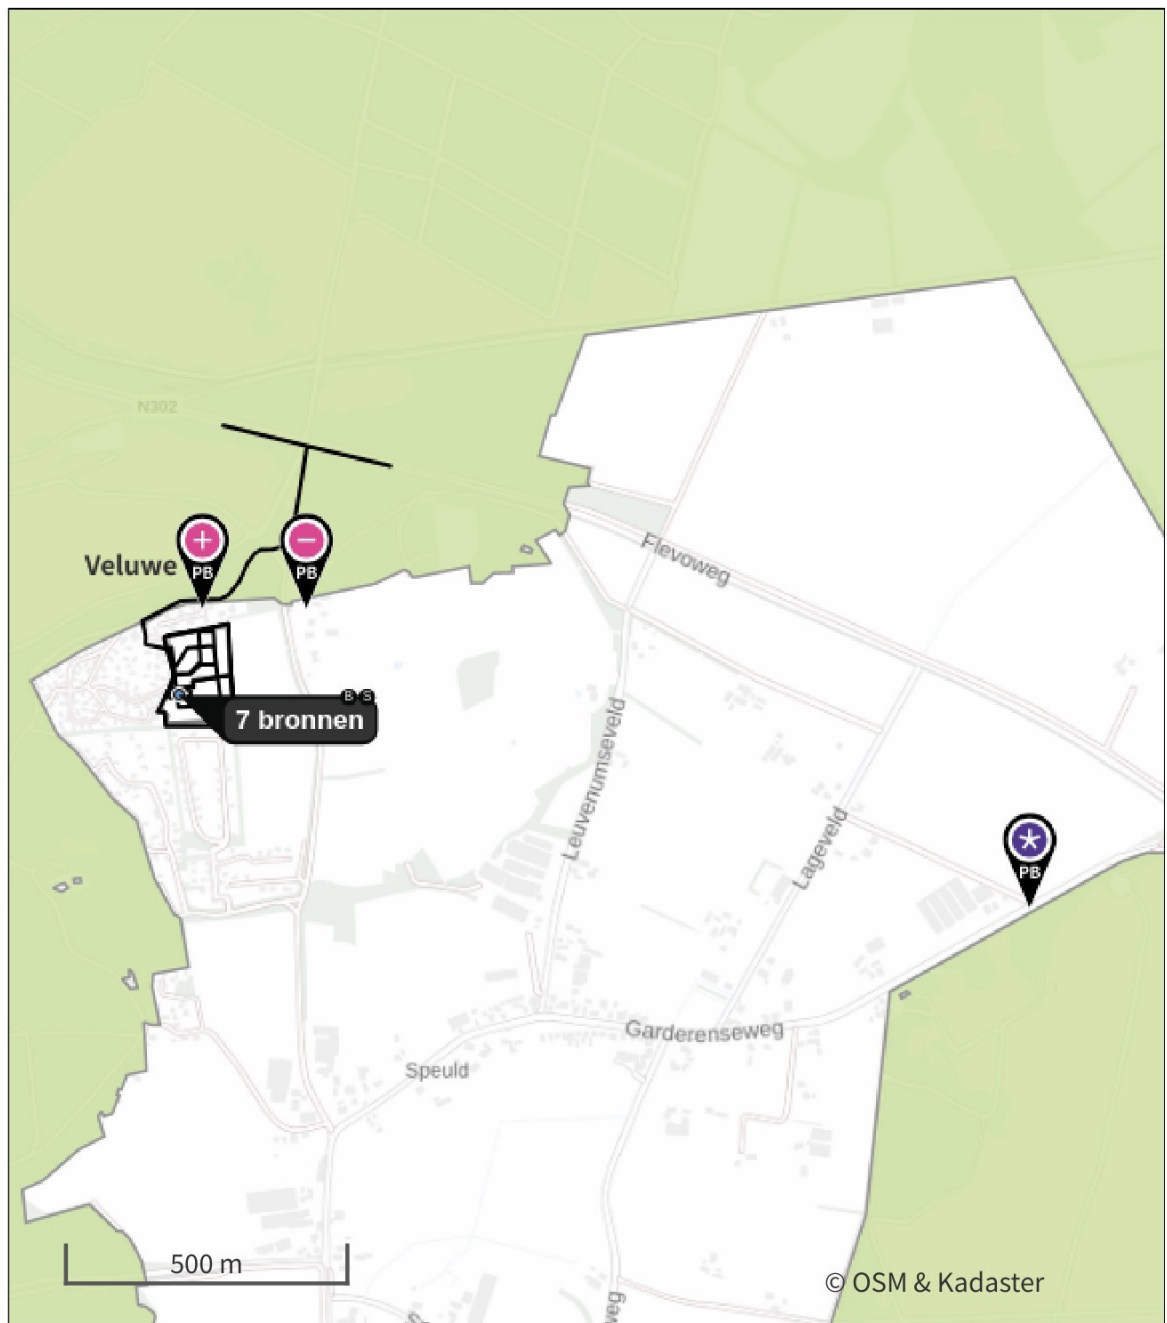 N302
Veluwe
+
PB
−
PB
B S
7 bronnen
Flevoweg
Leuvenumseveld
Lageveld
*
PB
Garderenseweg
Speuld
500 m
© OSM & Kadaster